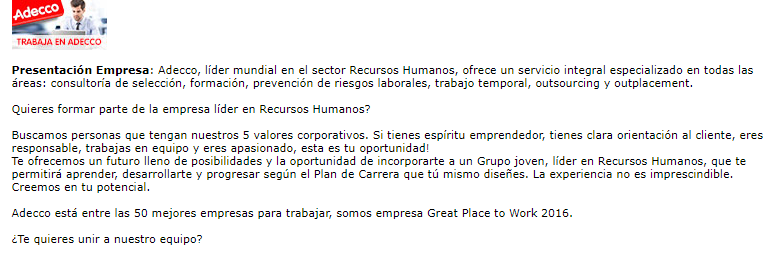 Adecco
TRABAJA EN ADECCO
Presentación Empresa: Adecco, líder mundial en el sector Recursos Humanos, ofrece un servicio integral especializado en todas las
áreas: consultoría de selección, formación, prevención de riesgos laborales, trabajo temporal, outsourcing y outplacement.
Quieres formar parte de la empresa líder en Recursos Humanos?
Buscamos personas que tengan nuestros 5 valores corporativos. Si tienes espíritu emprendedor, tienes clara orientación al cliente, eres
responsable, trabajas en equipo y eres apasionado, esta es tu oportunidad!
Te ofrecemos un futuro lleno de posibilidades y la oportunidad de incorporarte a un Grupo joven, líder en Recursos Humanos, que te
permitirá aprender, desarrollarte y progresar según el Plan de Carrera que tú mismo diseñes. La experiencia no es imprescindible.
Creemos en tu potencial.
Adecco está entre las 50 mejores empresas para trabajar, somos empresa Great Place to Work 2016.
¿Te quieres unir a nuestro equipo?